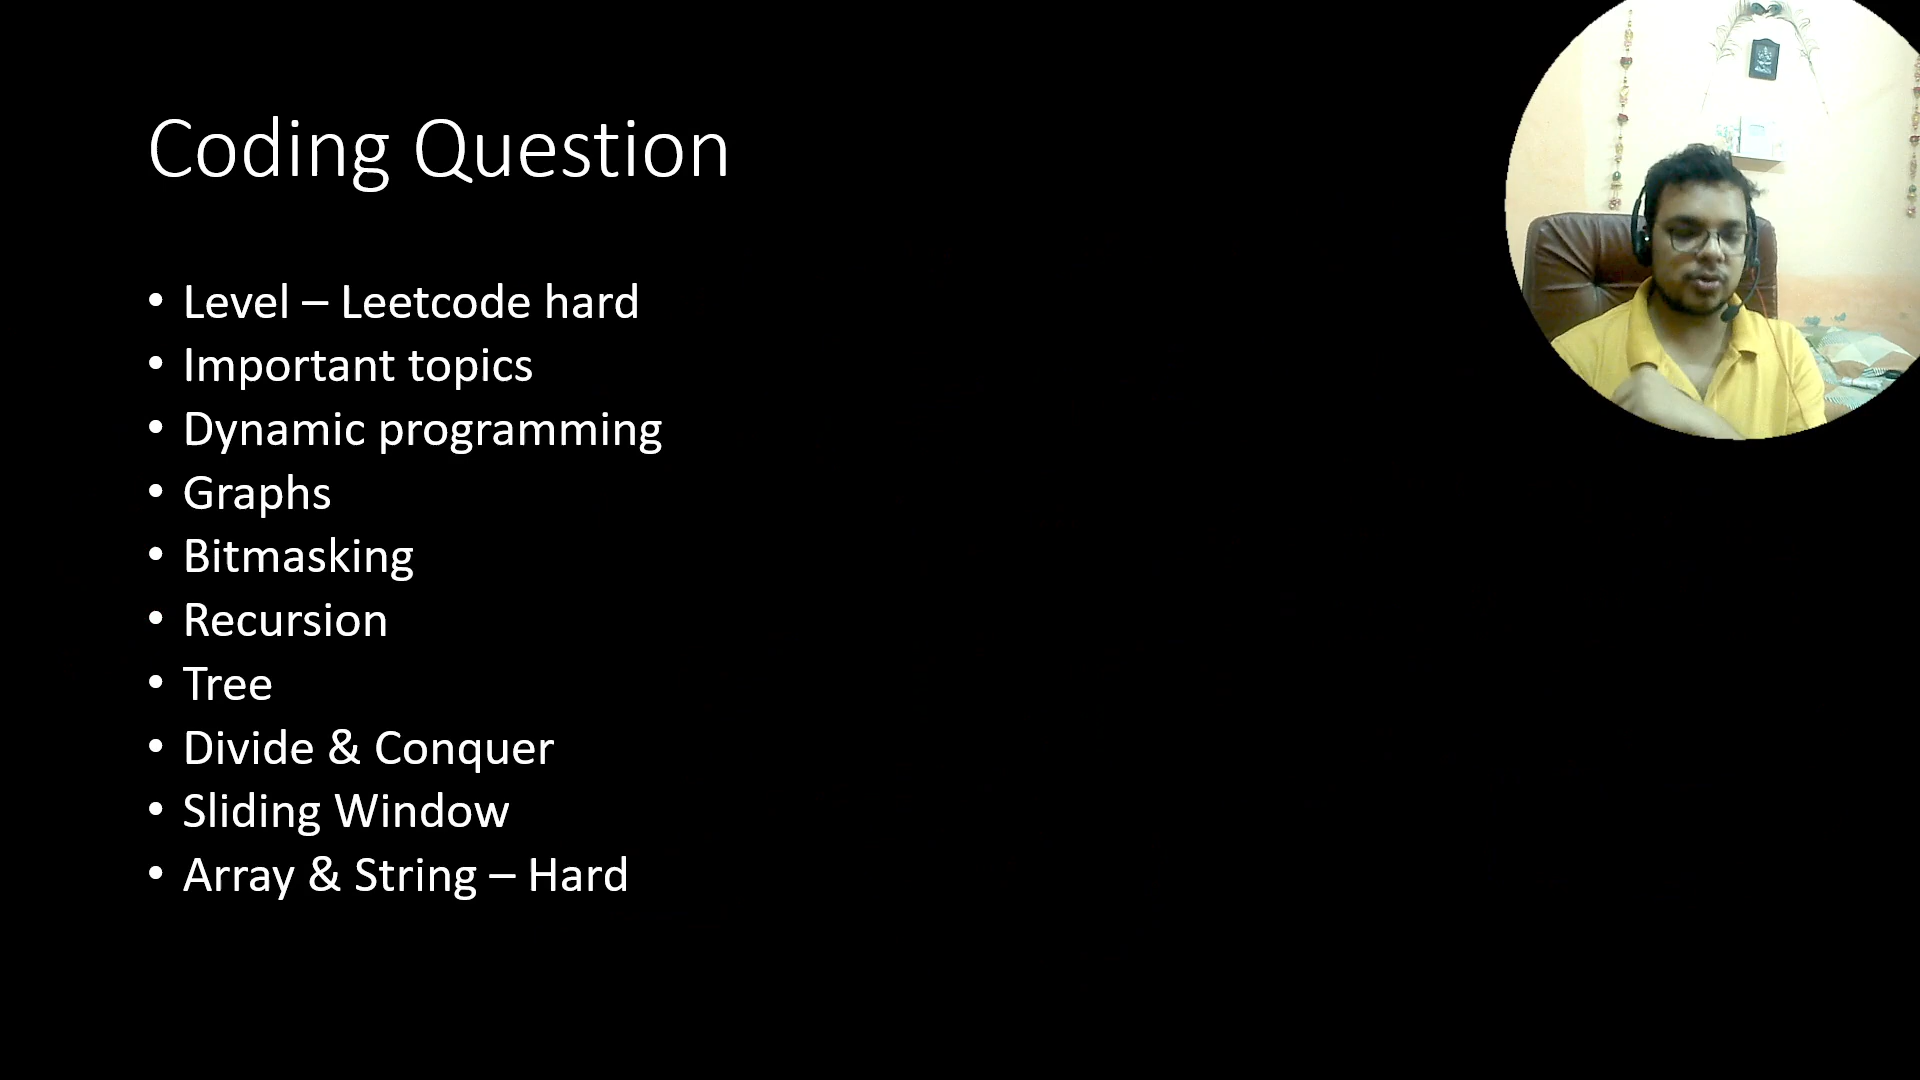 Coding Question
• Level – Leetcode hard
• Important topics
• Dynamic programming
• Graphs
• Bitmasking
• Recursion
• Tree
• Divide & Conquer
• Sliding Window
• Array & String – Hard